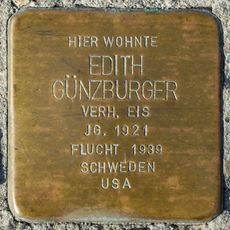 HIER WOHNTE
EDITH
GÜNZBURGER
VERH. EIS
JG. 1921
FLUCHT 1939
SCHWEDEN
USA